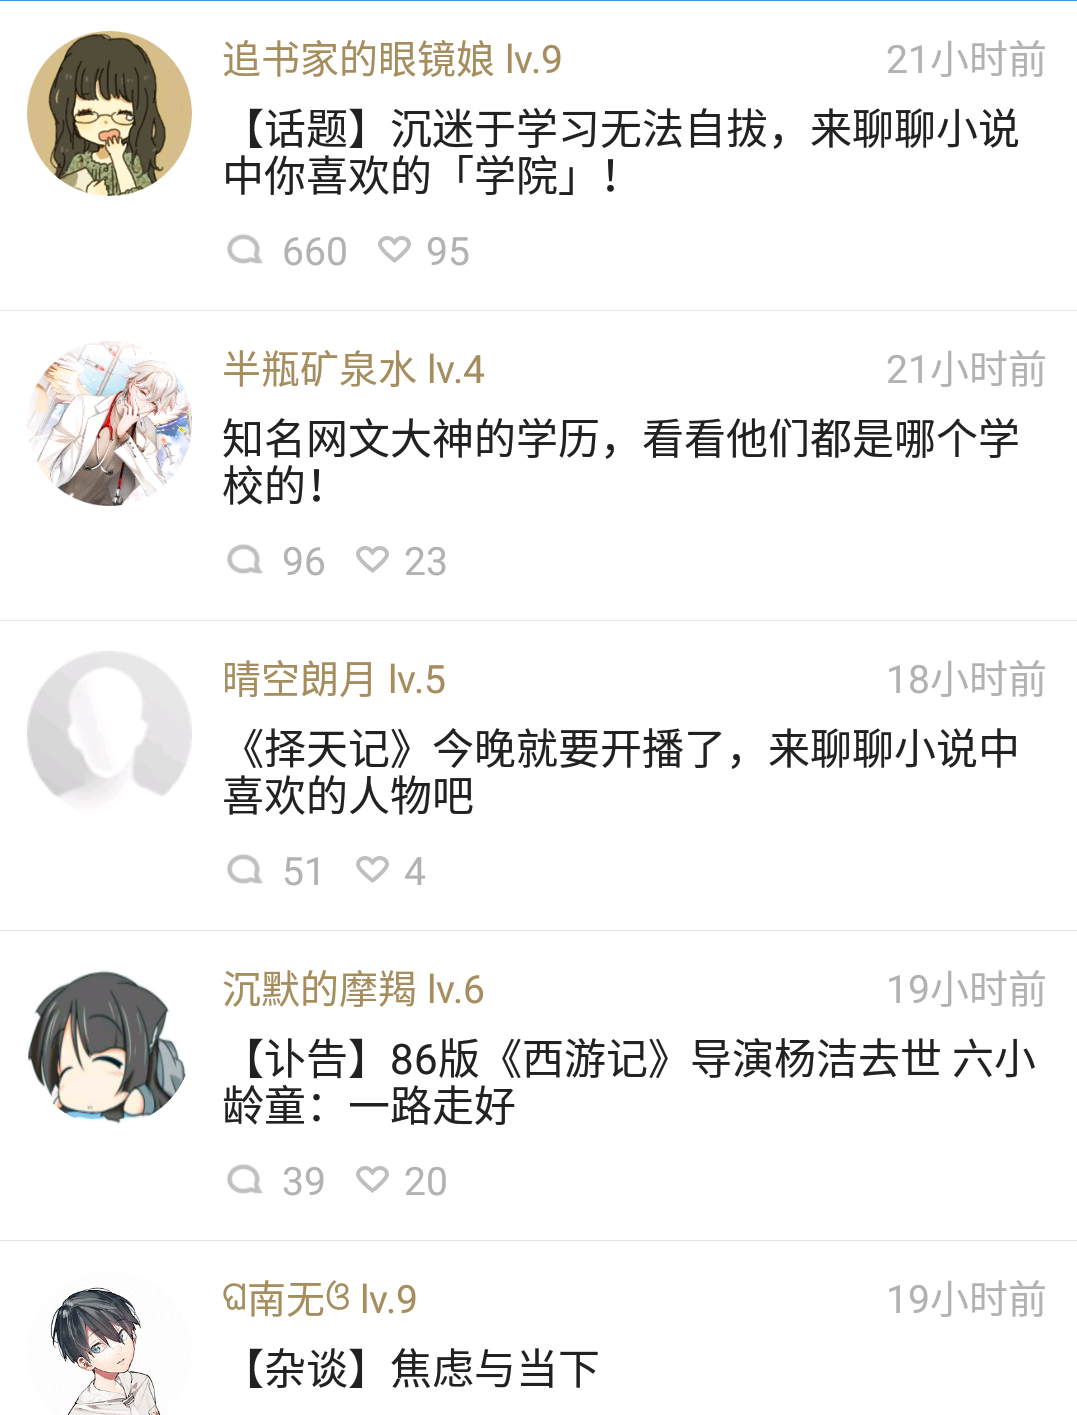 追书家的眼镜娘 lv.9 21小时前
【话题】沉迷于学习无法自拔，来聊聊小说
中你喜欢的「学院」！
660 95
半瓶矿泉水 lv.4 21小时前
知名网文大神的学历，看看他们都是哪个学
校的！
96 23
晴空朗月 lv.5 18小时前
《择天记》今晚就要开播了，来聊聊小说中
喜欢的人物吧
51 4
沉默的摩羯 lv.6 19小时前
【讣告】86版《西游记》导演杨洁去世 六小
龄童：一路走好
39 20
南无 lv.9 19小时前
【杂谈】焦虑与当下